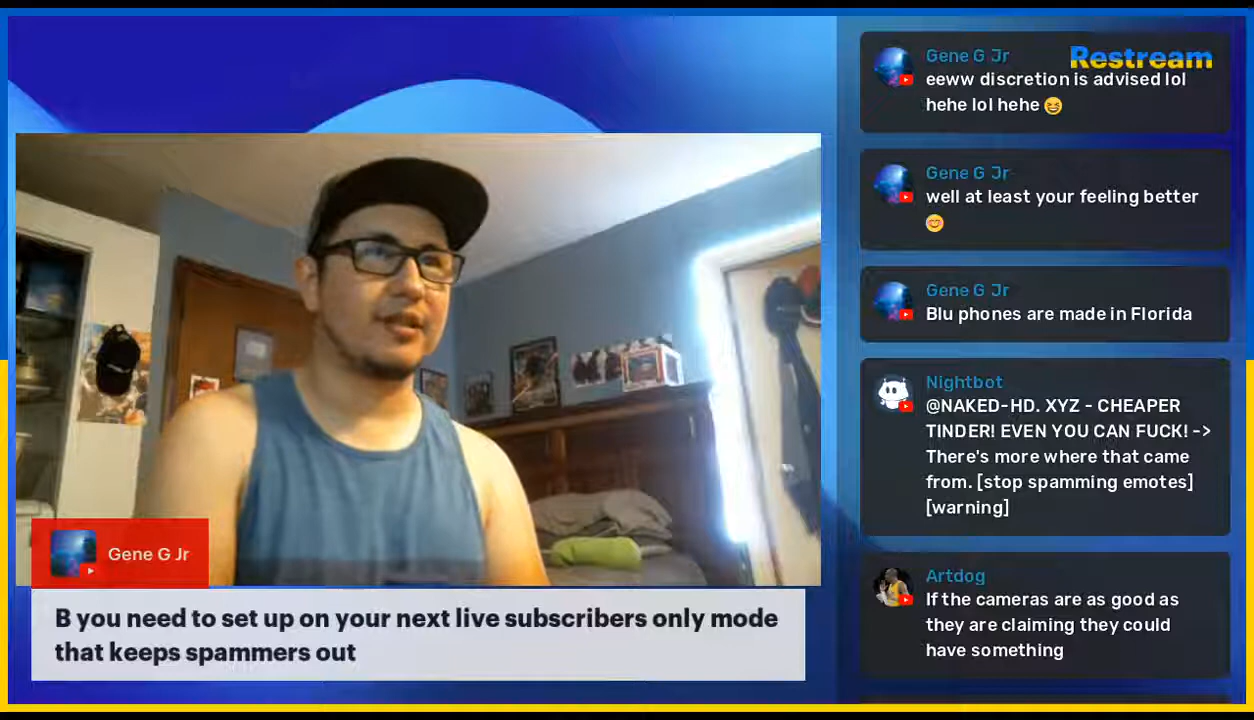 Restream
Gene G Jr
eeww discretion is advised lol
hehe lol hehe 😆
Gene G Jr
well at least your feeling better
😊
Gene G Jr
Blu phones are made in Florida
Nightbot
@NAKED-HD. XYZ - CHEAPER
TINDER! EVEN YOU CAN FUCK! ->
There's more where that came
from. [stop spamming emotes]
[warning]
Artdog
If the cameras are as good as
they are claiming they could
have something
Gene G Jr
B you need to set up on your next live subscribers only mode
that keeps spammers out